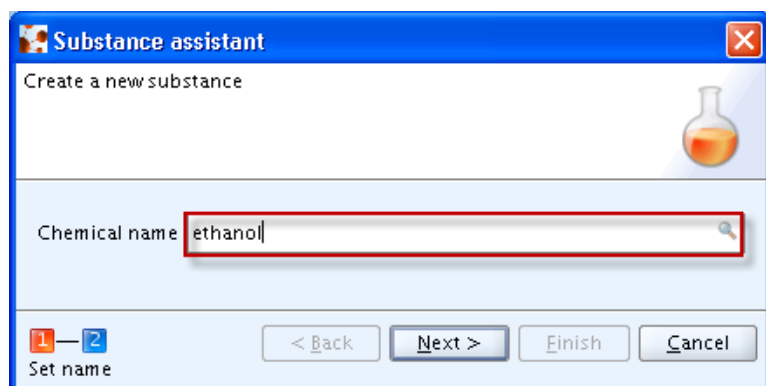 Substance assistant
Create a new substance
Chemical name ethanol
1 2 < Back Next > Finish Cancel
Set name